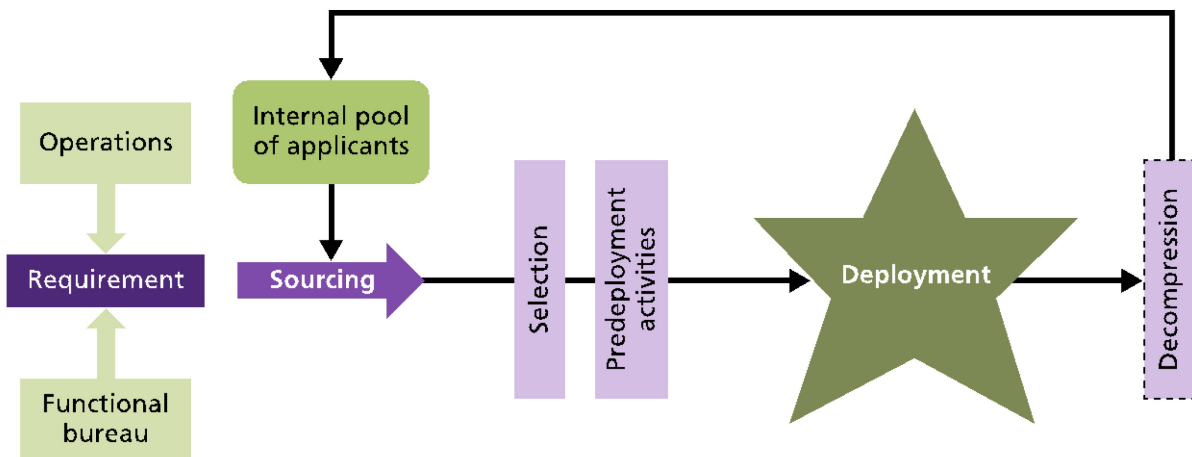 Operations
Requirement
Functional
bureau
Internal pool
of applicants
Sourcing
Selection
Predeployment
activities
Deployment
Decompression